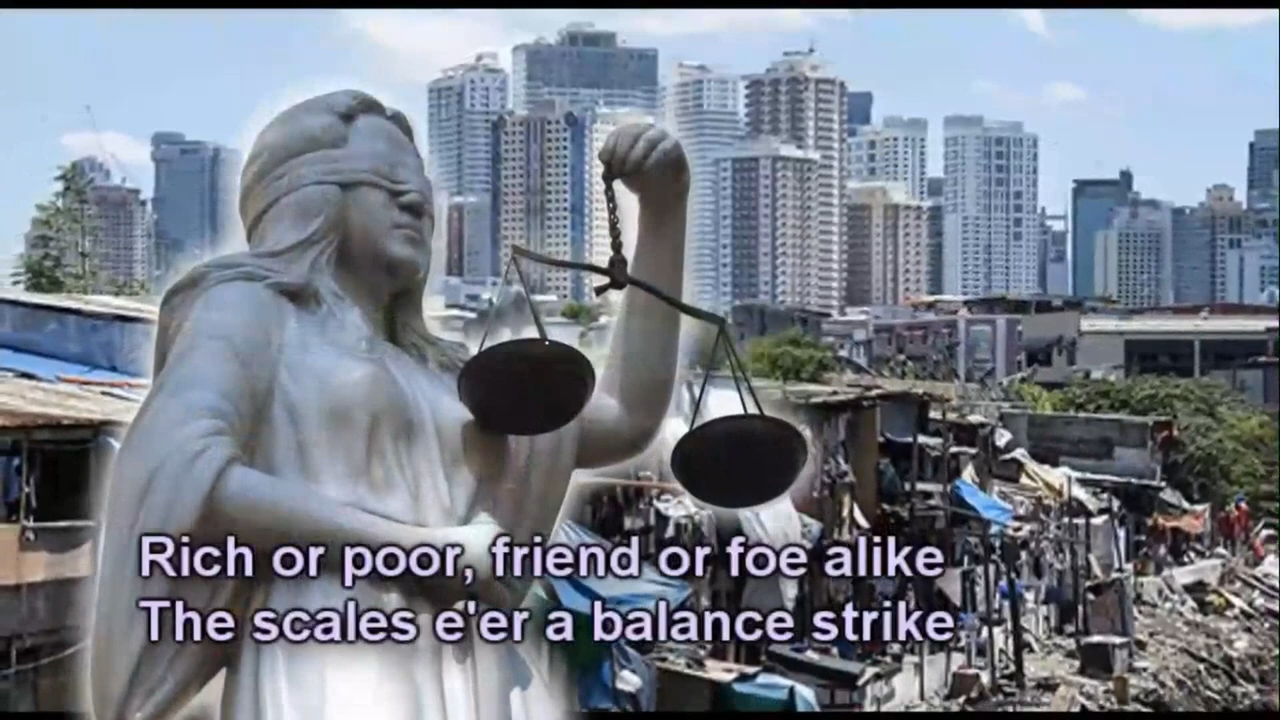 Rich or poor, friend or foe alike
The scales e'er a balance strike